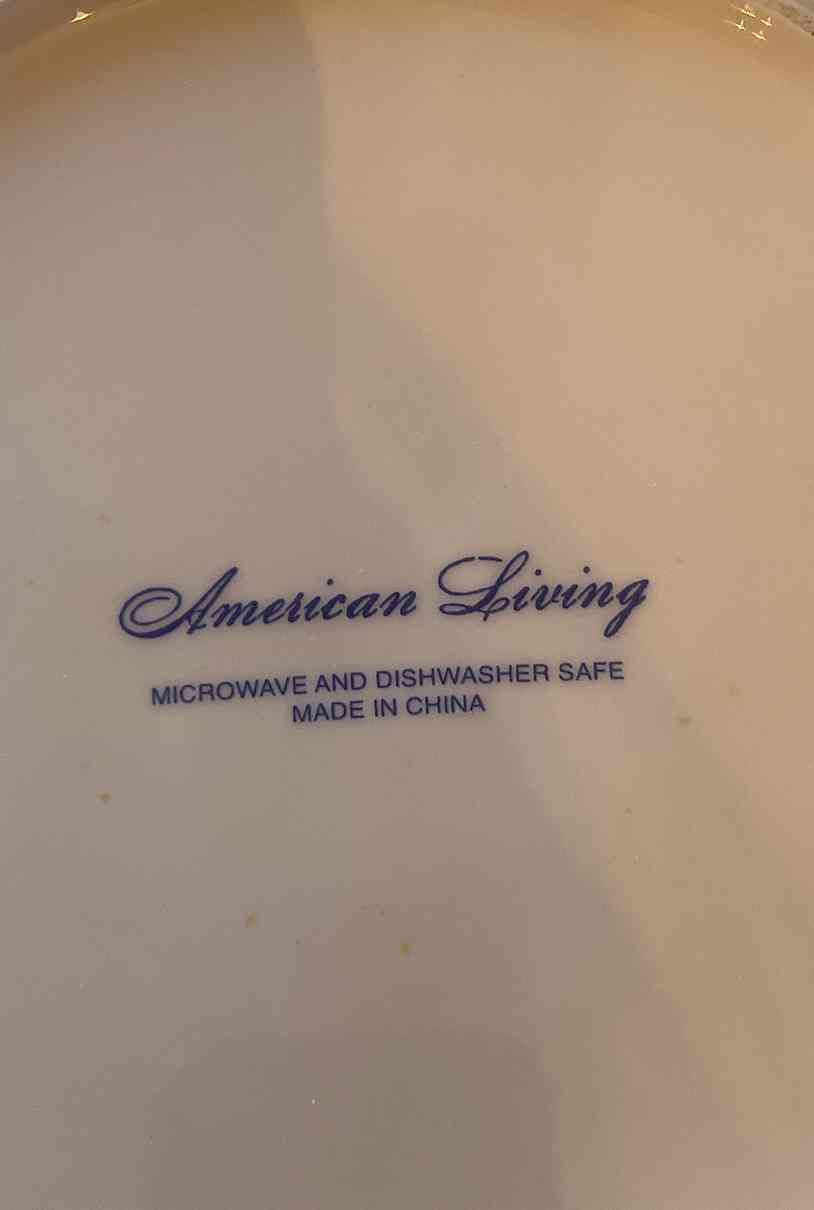 American Living
MICROWAVE AND DISHWASHER SAFE
MADE IN CHINA